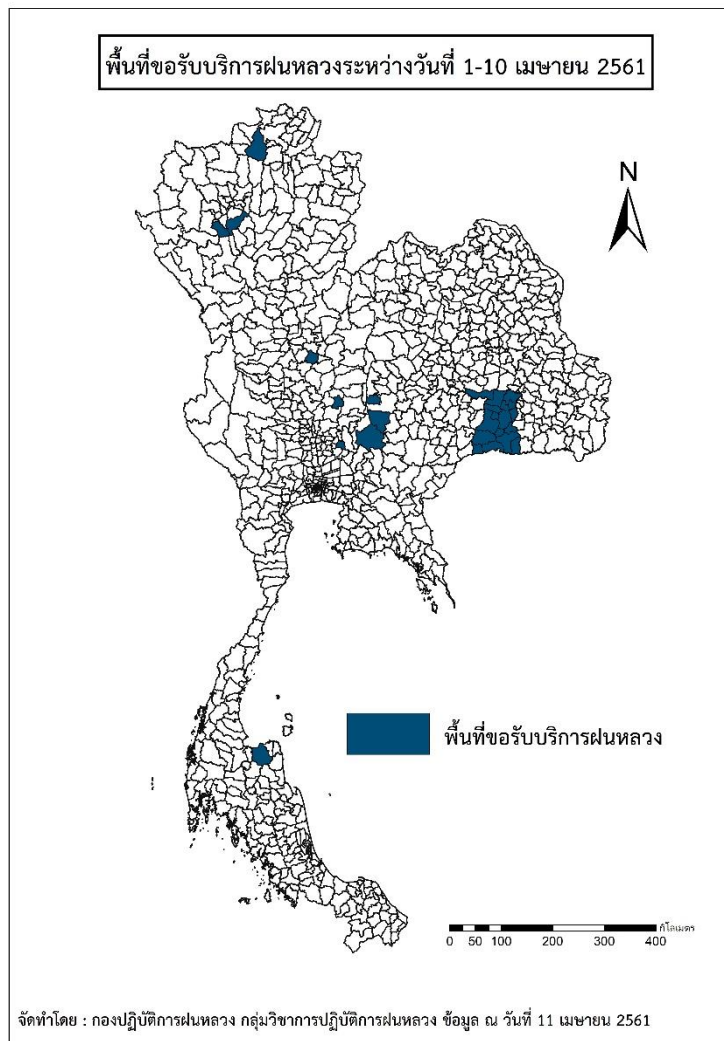 พื้นที่ขอรับบริการฝนหลวงระหว่างวันที่ 1-10 เมษายน 2561
N
พื้นที่ขอรับบริการฝนหลวง
กิโลเมตร
0 50 100 200 300 400
จัดทำโดย : กองปฏิบัติการฝนหลวง กลุ่มวิชาการปฏิบัติการฝนหลวง ข้อมูล ณ วันที่ 11 เมษายน 2561